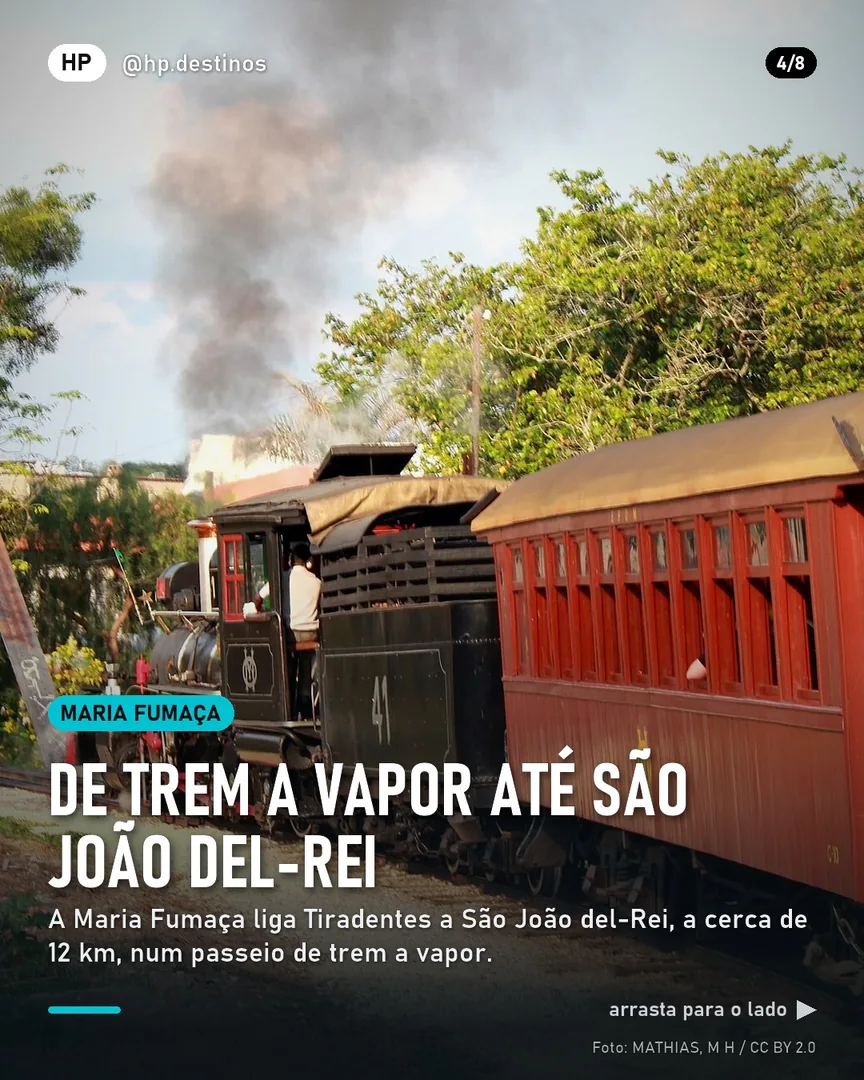 HP @hp.destinos 4/8
41
MARIA FUMAÇA
DE TREM A VAPOR ATÉ SÃO
JOÃO DEL-REI
A Maria Fumaça liga Tiradentes a São João del-Rei, a cerca de
12 km, num passeio de trem a vapor.
arrasta para o lado ▶
Foto: MATHIAS, M H / CC BY 2.0